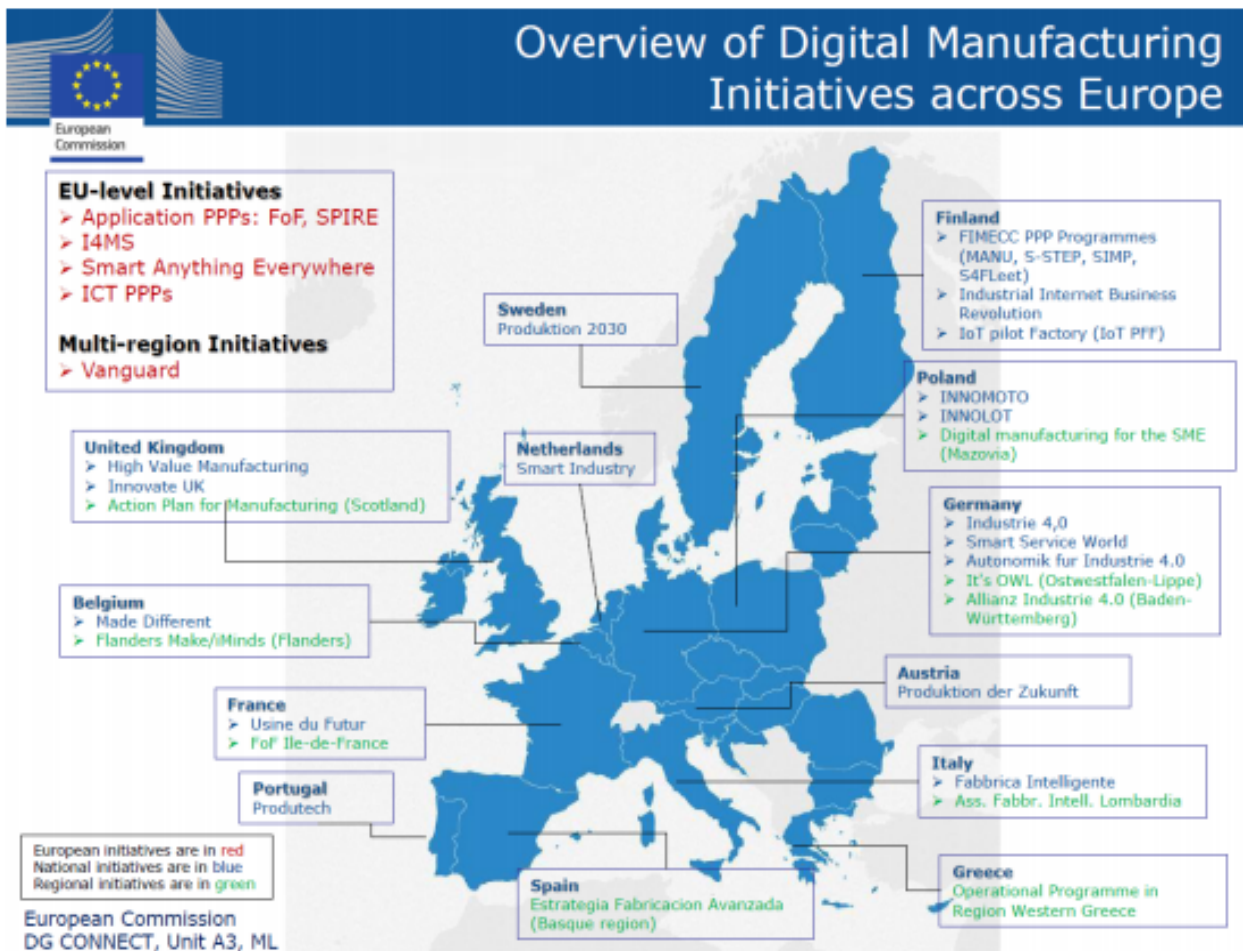 Overview of Digital Manufacturing
Initiatives across Europe
European
Commission
EU-level Initiatives
➢ Application PPPs: FoF, SPIRE
➢ I4MS
➢ Smart Anything Everywhere
➢ ICT PPPs
Multi-region Initiatives
➢ Vanguard
Finland
➢ FIMECC PPP Programmes
(MANU, S-STEP, SIMP,
S4FLeet)
➢ Industrial Internet Business
Revolution
➢ IoT pilot Factory (IoT PFF)
Sweden
Produktion 2030
Poland
➢ INNOMOTO
➢ INNOLOT
➢ Digital manufacturing for the SME
(Mazovia)
United Kingdom
➢ High Value Manufacturing
➢ Innovate UK
➢ Action Plan for Manufacturing (Scotland)
Netherlands
Smart Industry
Germany
➢ Industrie 4,0
➢ Smart Service World
➢ Autonomik fur Industrie 4.0
➢ It's OWL (Ostwestfalen-Lippe)
➢ Allianz Industrie 4.0 (Baden-
Württemberg)
Belgium
➢ Made Different
➢ Flanders Make/iMinds (Flanders)
Austria
Produktion der Zukunft
France
➢ Usine du Futur
➢ FoF Ile-de-France
Italy
➢ Fabbrica Intelligente
➢ Ass. Fabbr. Intell. Lombardia
Portugal
Produtech
Spain
Estrategia Fabricacion Avanzada
(Basque region)
Greece
Operational Programme in
Region Western Greece
European initiatives are in red
National initiatives are in blue
Regional initiatives are in green
European Commission
DG CONNECT, Unit A3, ML